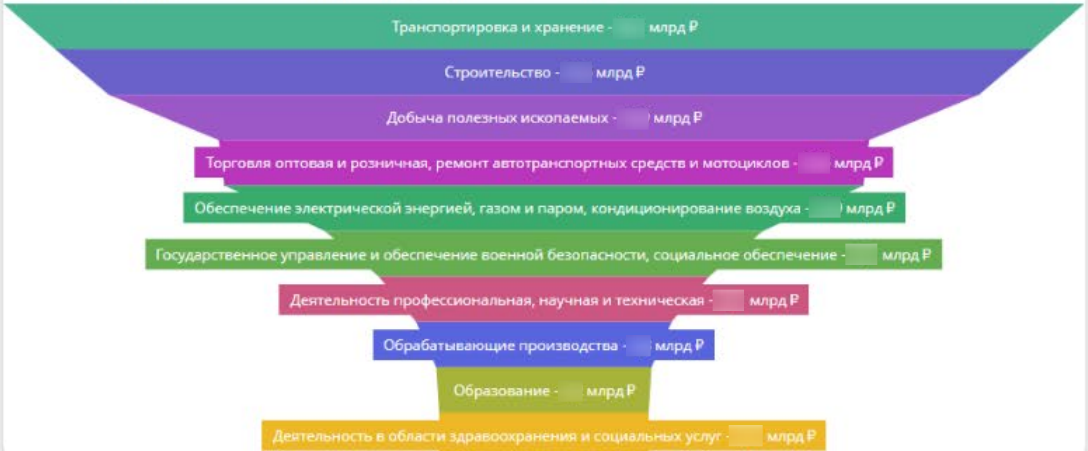 Транспортировка и хранение - млрд ₽
Строительство - млрд ₽
Добыча полезных ископаемых - млрд ₽
Торговля оптовая и розничная, ремонт автотранспортных средств и мотоциклов - млрд ₽
Обеспечение электрической энергией, газом и паром, кондиционирование воздуха - млрд ₽
Государственное управление и обеспечение военной безопасности, социальное обеспечение - млрд ₽
Деятельность профессиональная, научная и техническая - млрд ₽
Обрабатывающие производства - млрд ₽
Образование - млрд ₽
Деятельность в области здравоохранения и социальных услуг - млрд ₽